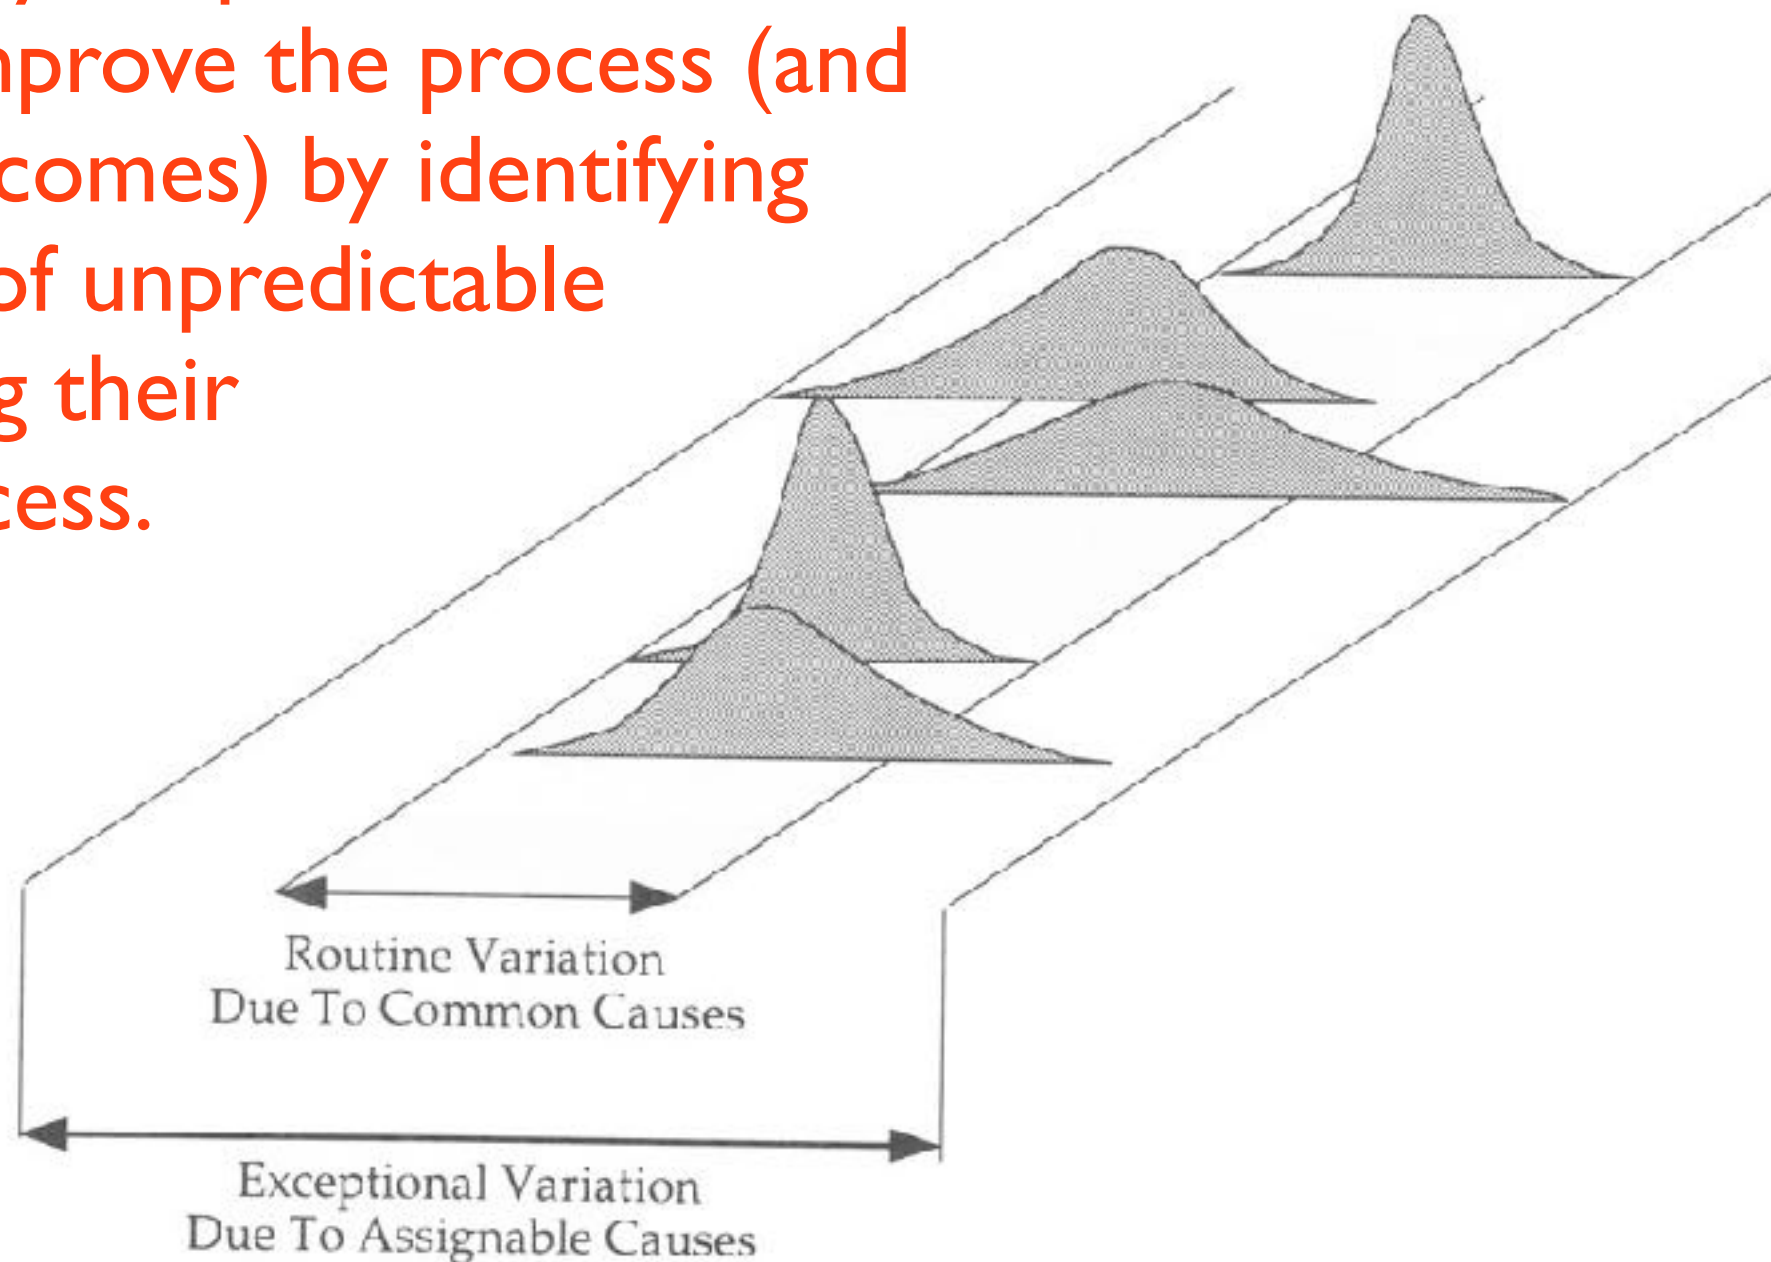 mprove the process (and
comes) by identifying
of unpredictable
g their
cess.
Routine Variation
Due To Common Causes
Exceptional Variation
Due To Assignable Causes